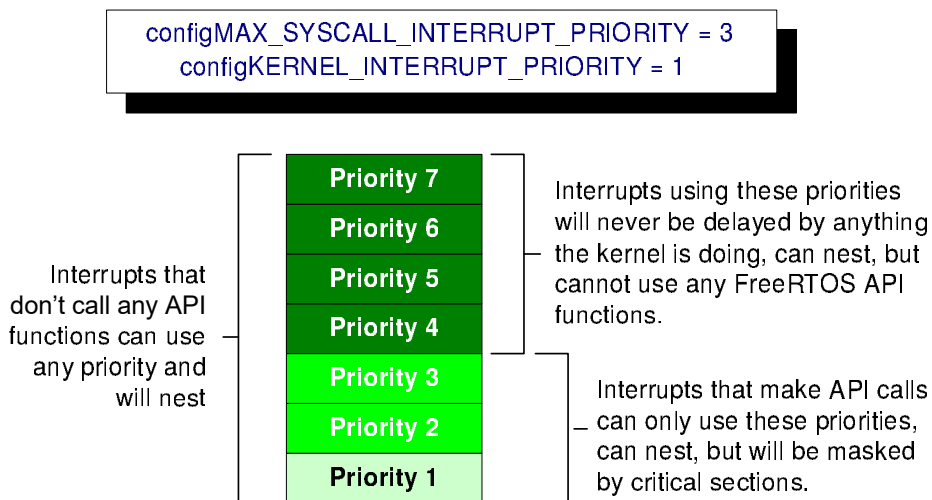 configMAX_SYSCALL_INTERRUPT_PRIORITY = 3
configKERNEL_INTERRUPT_PRIORITY = 1
Interrupts that
don't call any API
functions can use
any priority and
will nest
Priority 7
Priority 6
Priority 5
Priority 4
Priority 3
Priority 2
Priority 1
Interrupts using these priorities
will never be delayed by anything
the kernel is doing, can nest, but
cannot use any FreeRTOS API
functions.
Interrupts that make API calls
can only use these priorities,
can nest, but will be masked
by critical sections.